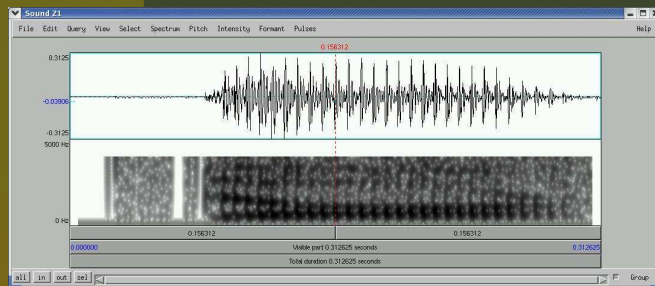 Sound Z1
File Edit Query View Select Spectrum Pitch Intensity Formant Pulses Help
0.156312
0.3125
-0.03906
-0.3125
5000 Hz
0 Hz
0.156312 0.156312
0.000000 Visible part 0.312625 seconds 0.312625
Total duration 0.312625 seconds
all in out sel Group